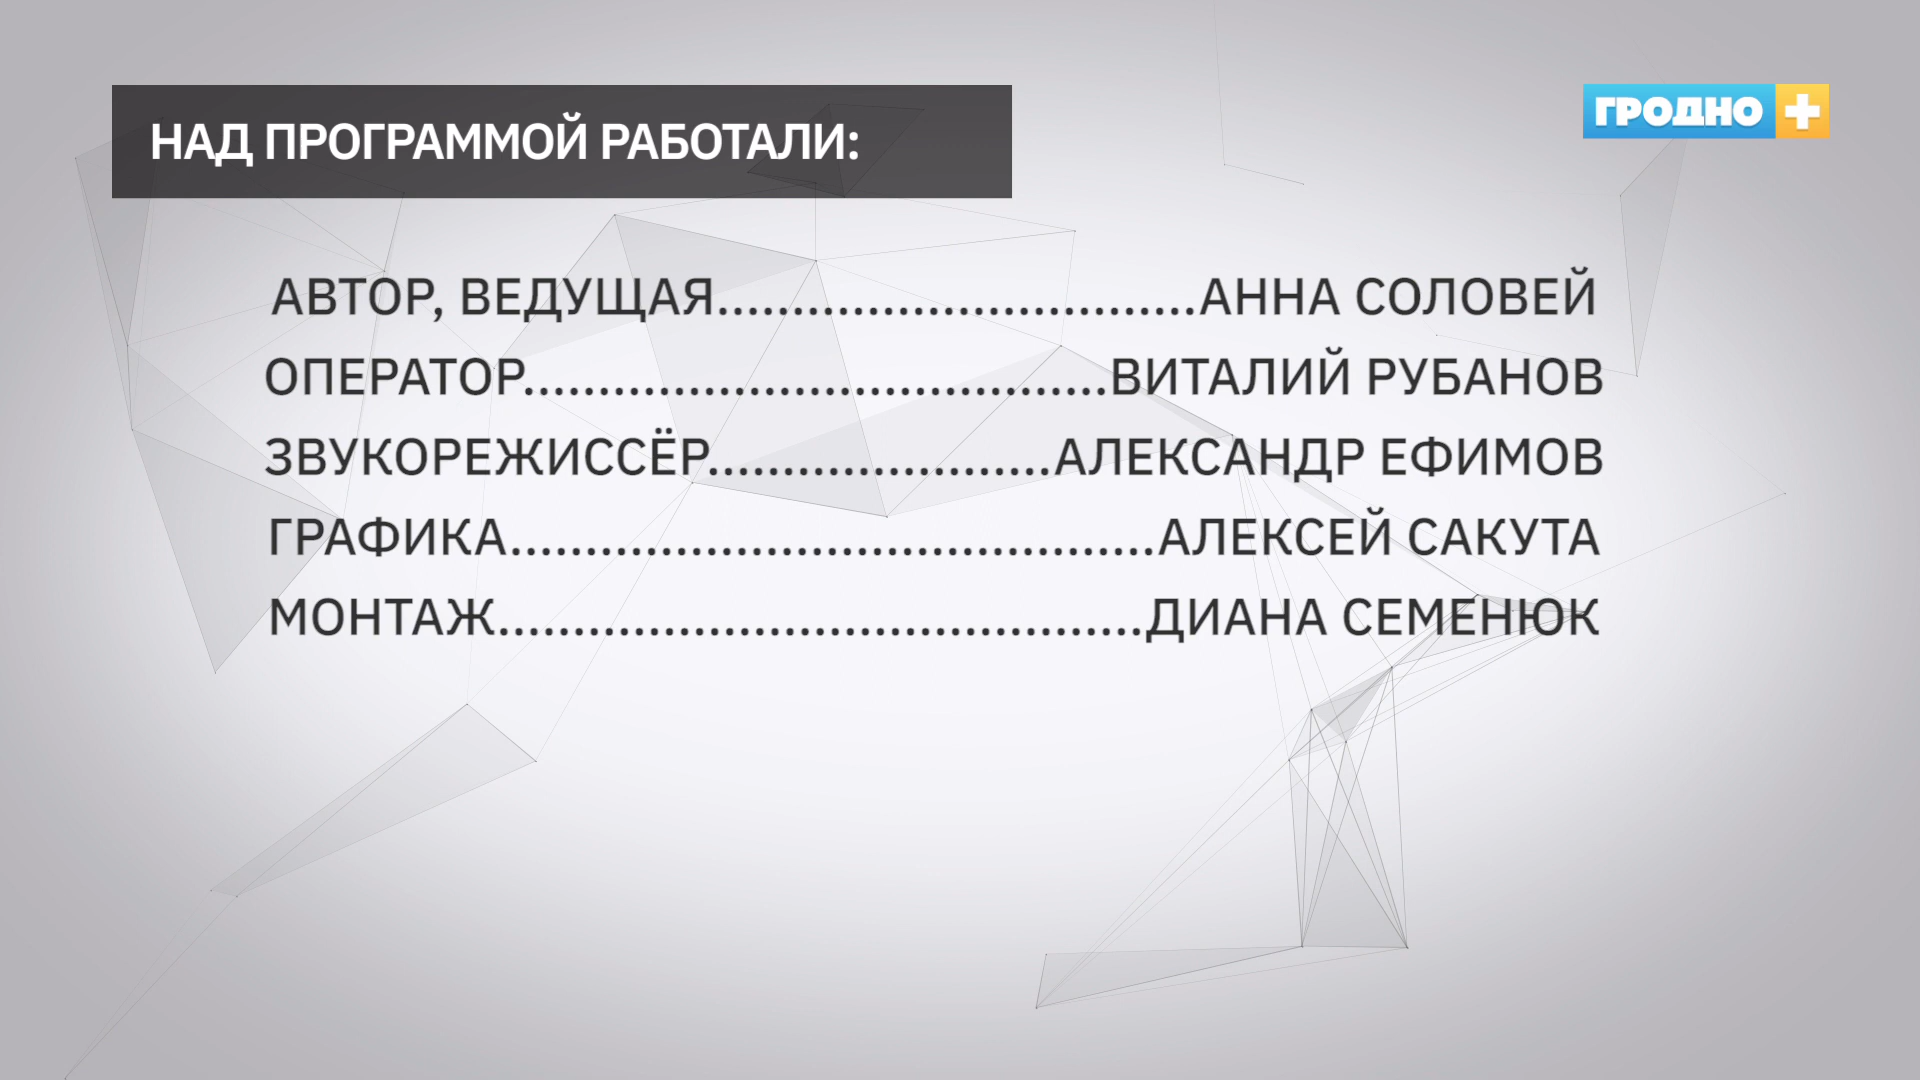 НАД ПРОГРАММОЙ РАБОТАЛИ:
ГРОДНО +
АВТОР, ВЕДУЩАЯ................................АННА СОЛОВЕЙ
ОПЕРАТОР.......................................ВИТАЛИЙ РУБАНОВ
ЗВУКОРЕЖИССЁР.......................АЛЕКСАНДР ЕФИМОВ
ГРАФИКА...........................................АЛЕКСЕЙ САКУТА
МОНТАЖ...........................................ДИАНА СЕМЕНЮК